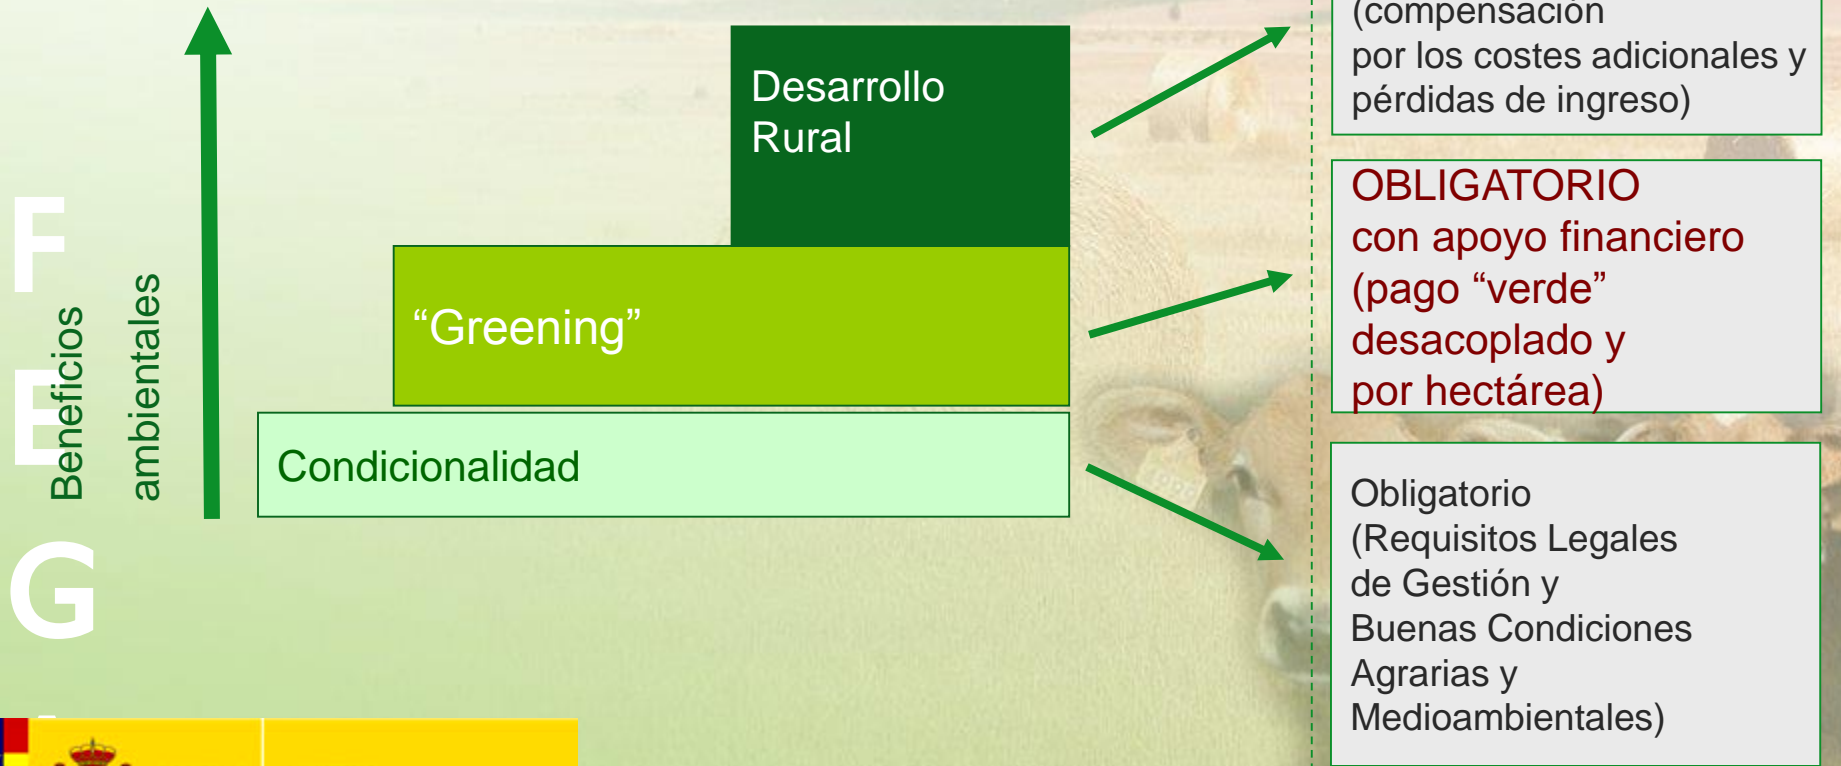 (compensación
por los costes adicionales y
pérdidas de ingreso)
Desarrollo
Rural
OBLIGATORIO
con apoyo financiero
(pago “verde”
desacoplado y
por hectárea)
“Greening”
Beneficios
ambientales
Condicionalidad
Obligatorio
(Requisitos Legales
de Gestión y
Buenas Condiciones
Agrarias y
Medioambientales)
F
E
G